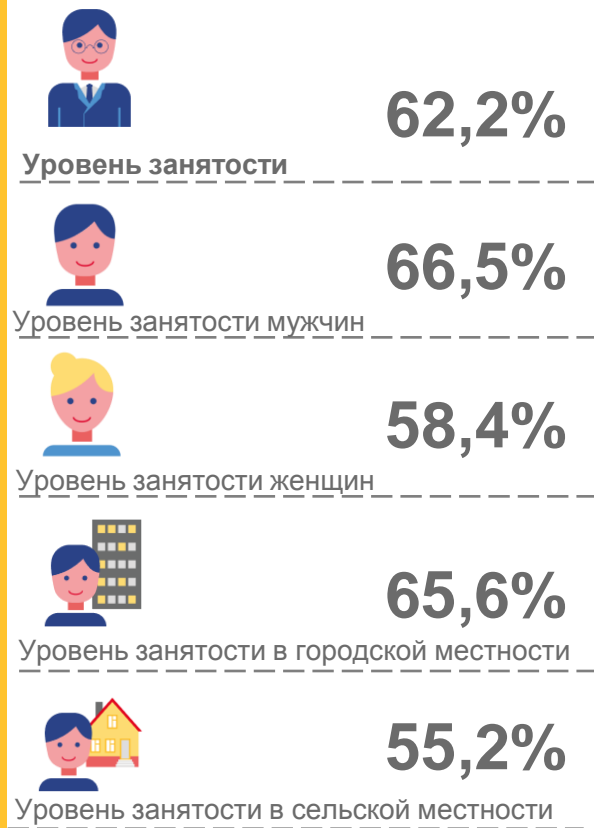 62,2%
Уровень занятости
66,5%
Уровень занятости мужчин
58,4%
Уровень занятости женщин
65,6%
Уровень занятости в городской местности
55,2%
Уровень занятости в сельской местности